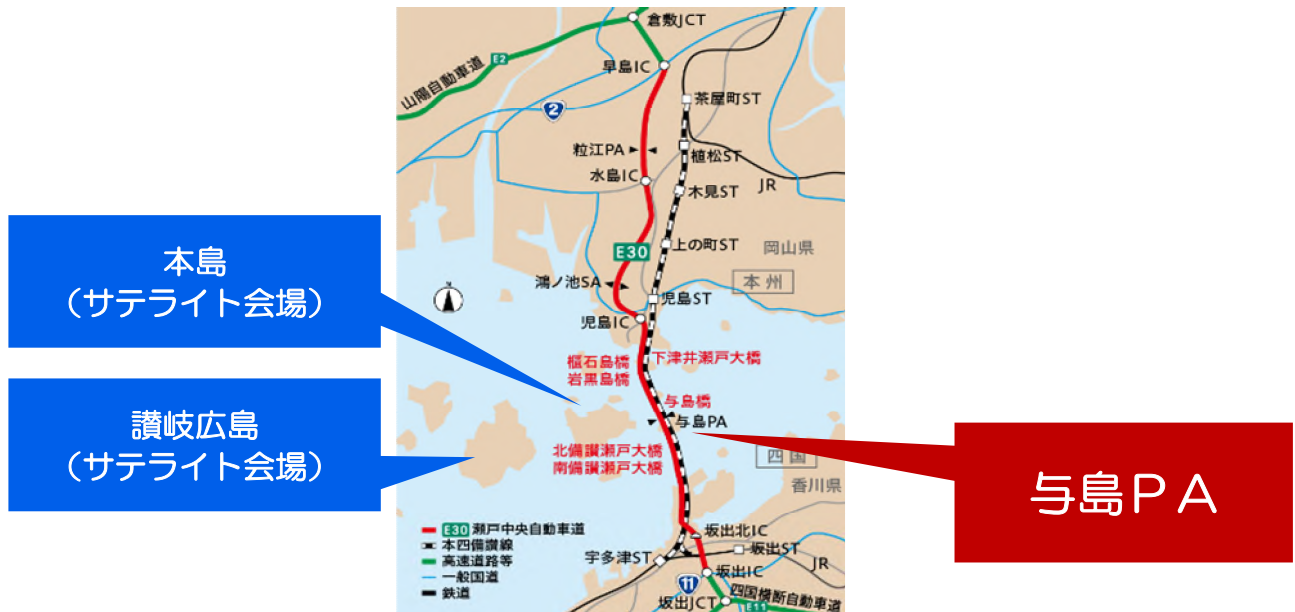 倉敷JCT
E2
山陽自動車道
早島IC
2
茶屋町ST
粒江PA
植松ST
水島IC
JR
木見ST
E30
上の町ST
岡山県
本州
鴻ノ池SA
児島ST
児島IC
本島
（サテライト会場）
櫃石島橋
岩黒島橋
下津井瀬戸大橋
与島橋
与島PA
讃岐広島
（サテライト会場）
北備讃瀬戸大橋
南備讃瀬戸大橋
四国
香川県
与島PA
E30 瀬戸中央自動車道
本四備讃線
高速道路等
一般国道
鉄道
坂出北IC
宇多津ST
坂出ST
JR
坂出IC
11
坂出JCT
四国横断自動車道
E11
N